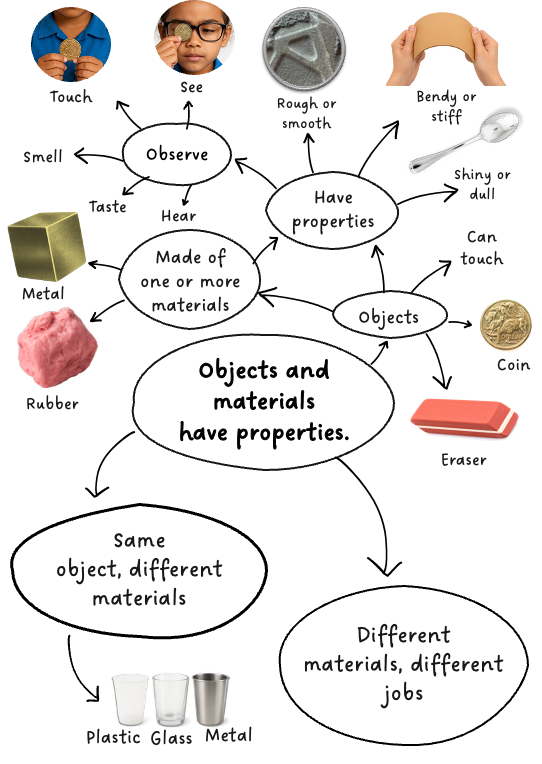 Touch
See
Rough or
smooth
Bendy or
stiff
Smell
Observe
Taste
Hear
Have
properties
Shiny or
dull
Made of
one or more
materials
Metal
Rubber
Can
touch
Objects
Coin
Eraser
Objects and
materials
have properties.
Same
object, different
materials
Plastic Glass Metal
Different
materials, different
jobs